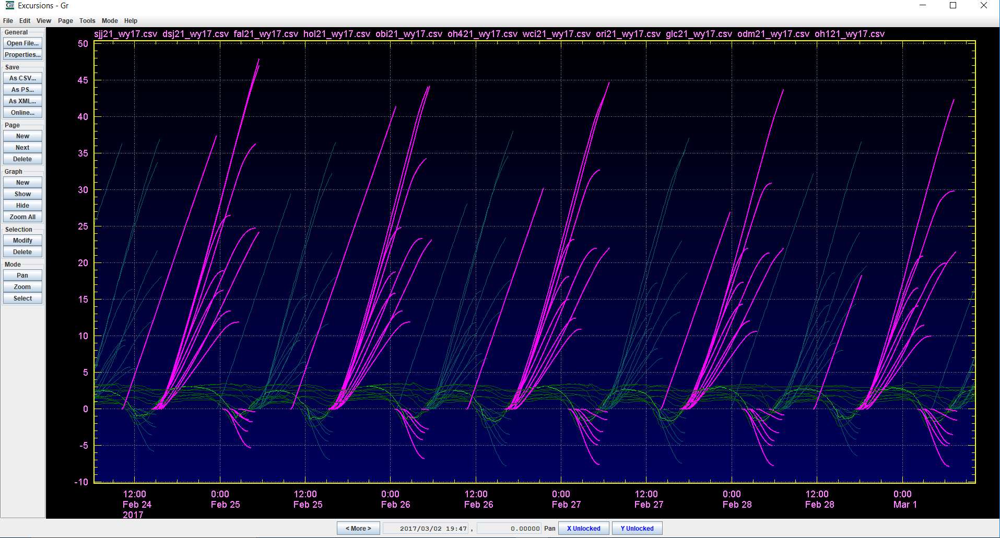 Gr Excursions - Gr
File Edit View Page Tools Mode Help
General
Open File...
Properties...
Save
As CSV...
As PS...
As XML...
Online...
Page
New
Next
Delete
Graph
New
Show
Hide
Zoom All
Selection
Modify
Delete
Mode
Pan
Zoom
Select
sjj21_wy17.csv dsj21_wy17.csv fal21_wy17.csv hol21_wy17.csv obi21_wy17.csv oh421_wy17.csv wci21_wy17.csv ori21_wy17.csv glc21_wy17.csv odm21_wy17.csv oh121_wy17.csv
50
45
40
35
30
25
20
15
10
5
0
-5
-10
12:00 0:00 12:00 0:00 12:00 0:00 12:00 0:00 12:00 0:00
Feb 24 Feb 25 Feb 25 Feb 26 Feb 26 Feb 27 Feb 27 Feb 28 Feb 28 Mar 1
2017
< More > 2017/03/02 19:47 , 0.00000 Pan X Unlocked Y Unlocked